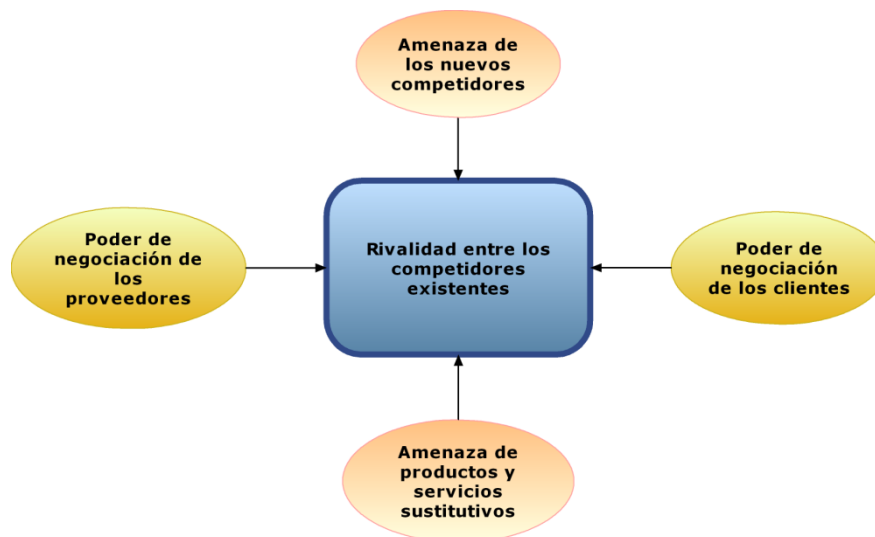 Amenaza de
los nuevos
competidores
Poder de
negociación de
los
proveedores
Rivalidad entre los
competidores
existentes
Poder de
negociación
de los clientes
Amenaza de
productos y
servicios
sustitutivos